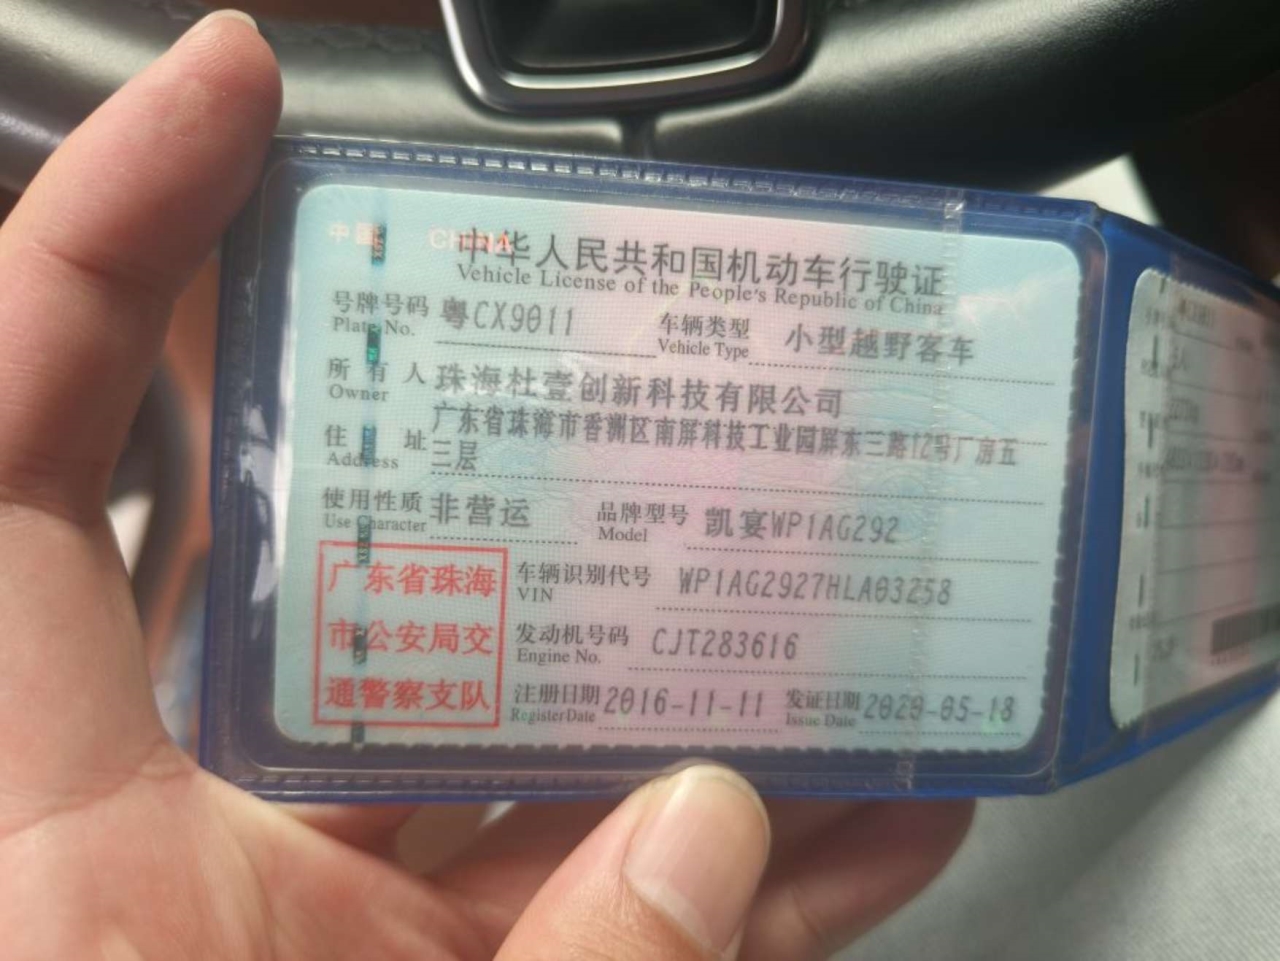 中国 CHINA
中华人民共和国机动车行驶证
Vehicle License of the People's Republic of China
号牌号码 粤CX9011 车辆类型 小型越野客车
Plate No. Vehicle Type
所有人 珠海杜壹创新科技有限公司
Owner
住址 广东省珠海市香洲区南屏科技工业园屏东三路12号厂房五
Address 三层
使用性质 非营运 品牌型号 凯宴WP1AG292
Use Character Model
广东省珠海
市公安局交
通警察支队
车辆识别代号 WP1AG2927HLA03258
VIN
发动机号码 CJT283616
Engine No.
注册日期 2016-11-11 发证日期 2020-05-18
Register Date Issue Date